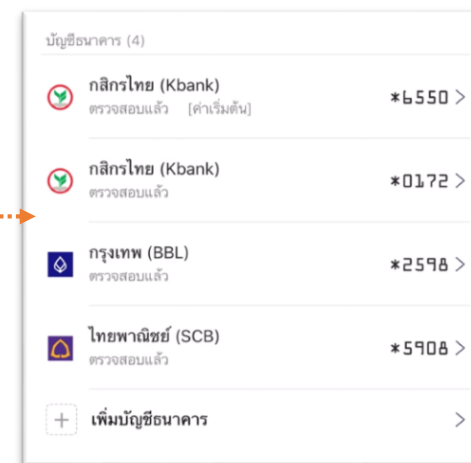 บัญชีธนาคาร (4)
กสิกรไทย (Kbank)
ตรวจสอบแล้ว [ค่าเริ่มต้น]
*6550 >
กสิกรไทย (Kbank)
ตรวจสอบแล้ว
*0172 >
กรุงเทพ (BBL)
ตรวจสอบแล้ว
*2598 >
ไทยพาณิชย์ (SCB)
ตรวจสอบแล้ว
*5908 >
+ เพิ่มบัญชีธนาคาร >